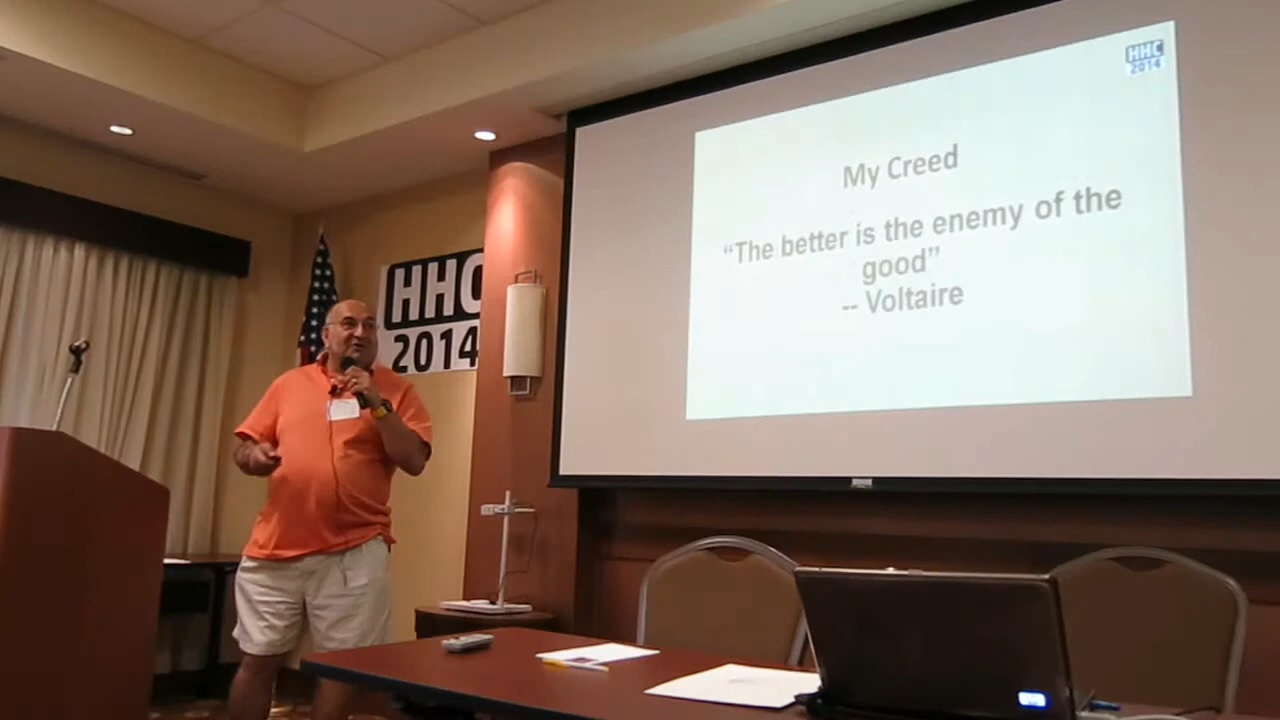 HHC
2014
My Creed
“The better is the enemy of the
good”
-- Voltaire
HHC
2014